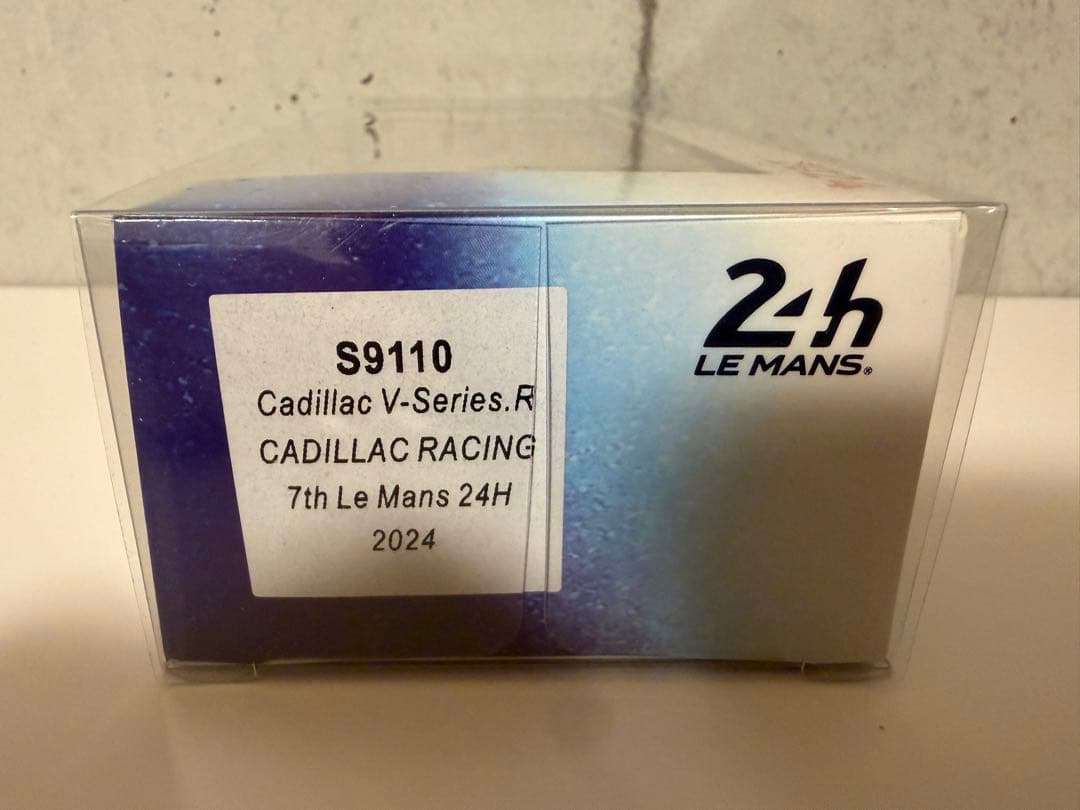 S9110
Cadillac V-Series.R
CADILLAC RACING
7th Le Mans 24H
2024
24h
LE MANS®